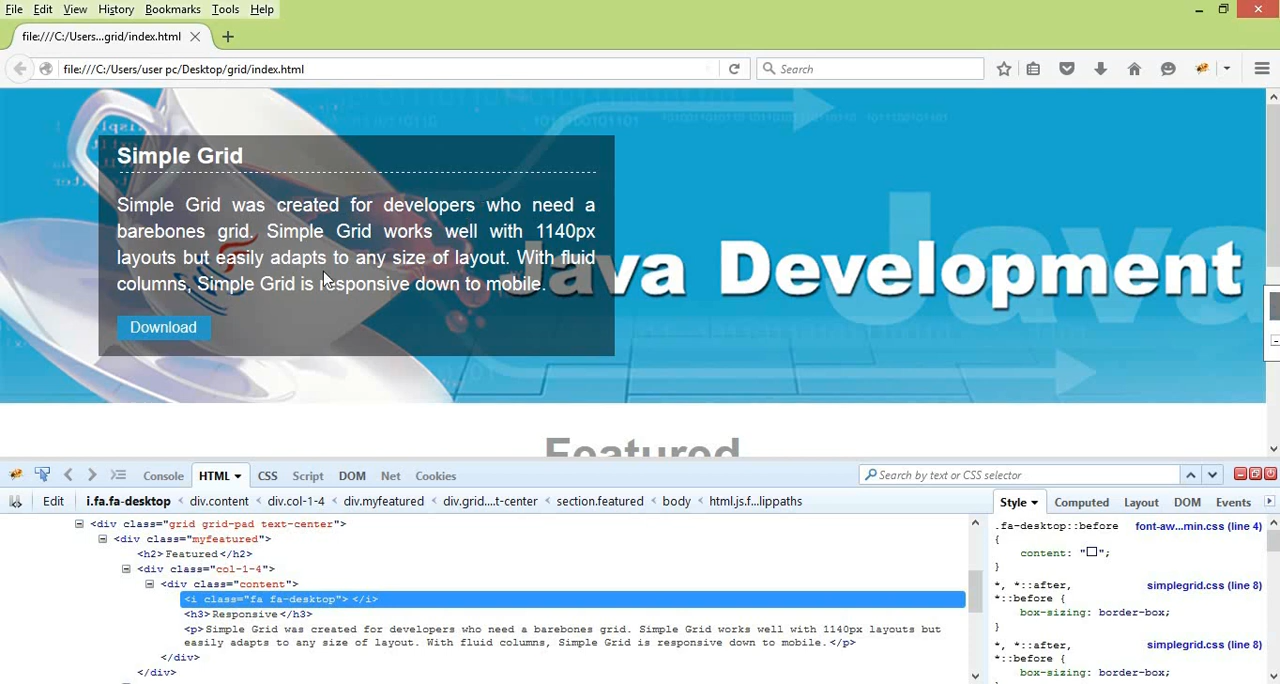 File Edit View History Bookmarks Tools Help
file:///C:/Users...grid/index.html
file:///C:/Users/user pc/Desktop/grid/index.html
Search
Simple Grid
Simple Grid was created for developers who need a
barebones grid. Simple Grid works well with 1140px
layouts but easily adapts to any size of layout. With fluid
columns, Simple Grid is responsive down to mobile.
Download
Java Development
Java
Featured
Console HTML CSS Script DOM Net Cookies
Search by text or CSS selector
Edit i.fa.fa-desktop < div.content < div.col-1-4 < div.myfeatured < div.grid....t-center < section.featured < body < html.js.f...lippaths
Style Computed Layout DOM Events
<div class="grid grid-pad text-center">
<div class="myfeatured">
<h2>Featured</h2>
<div class="col-1-4">
<div class="content">
<i class="fa fa-desktop"> </i>
<h3>Responsive</h3>
<p>Simple Grid was created for developers who need a barebones grid. Simple Grid works well with 1140px layouts but
easily adapts to any size of layout. With fluid columns, Simple Grid is responsive down to mobile.</p>
</div>
</div>
.fa-desktop::before font-aw...min.css (line 4)
{
content: "";
}
*, *::after, simplegrid.css (line 8)
*::before {
box-sizing: border-box;
}
*, *::after, simplegrid.css (line 8)
*::before {
box-sizing: border-box;